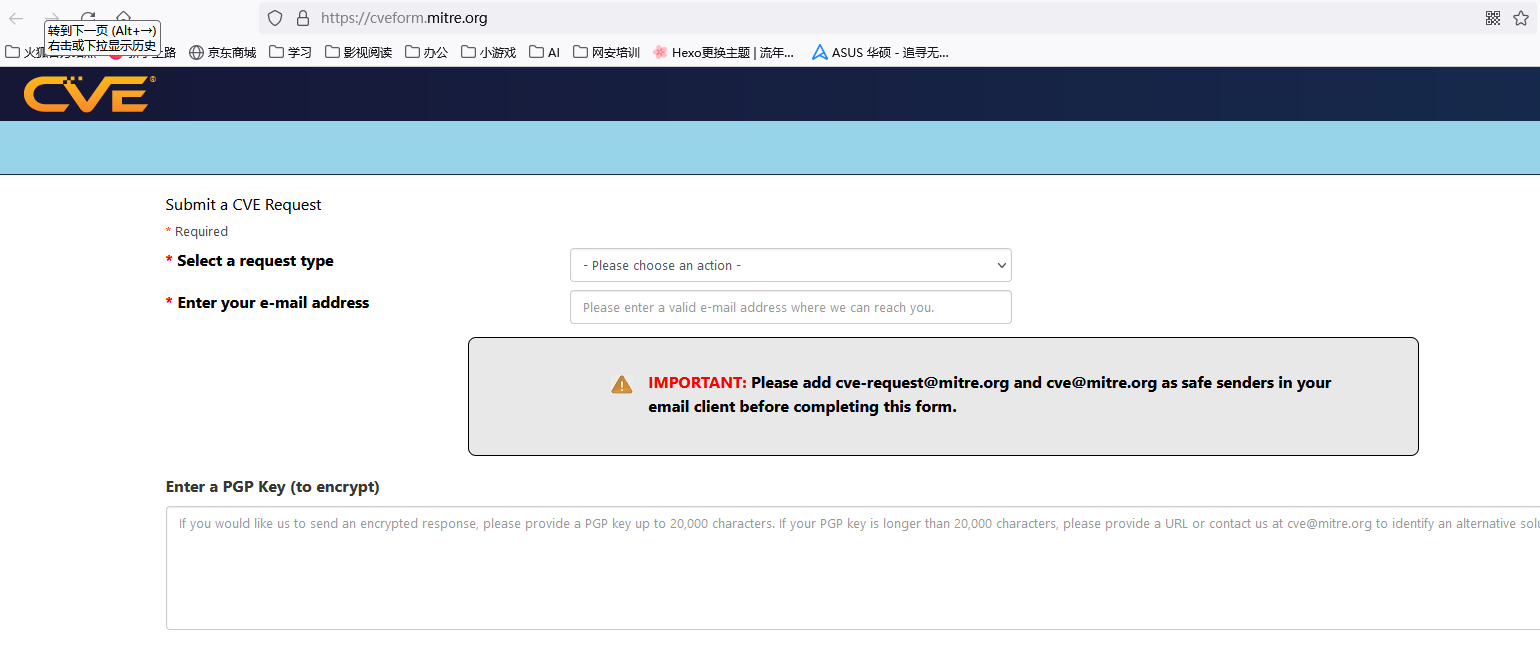 https://cveform.mitre.org
转到下一页 (Alt+→)
右击或下拉显示历史
京东商城
学习
影视阅读
办公
小游戏
AI
网安培训
Hexo更换主题 | 流年...
ASUS 华硕 - 追寻无...
CVE®
Submit a CVE Request
* Required
* Select a request type
- Please choose an action -
* Enter your e-mail address
Please enter a valid e-mail address where we can reach you.
IMPORTANT: Please add cve-request@mitre.org and cve@mitre.org as safe senders in your
email client before completing this form.
Enter a PGP Key (to encrypt)
If you would like us to send an encrypted response, please provide a PGP key up to 20,000 characters. If your PGP key is longer than 20,000 characters, please provide a URL or contact us at cve@mitre.org to identify an alternative